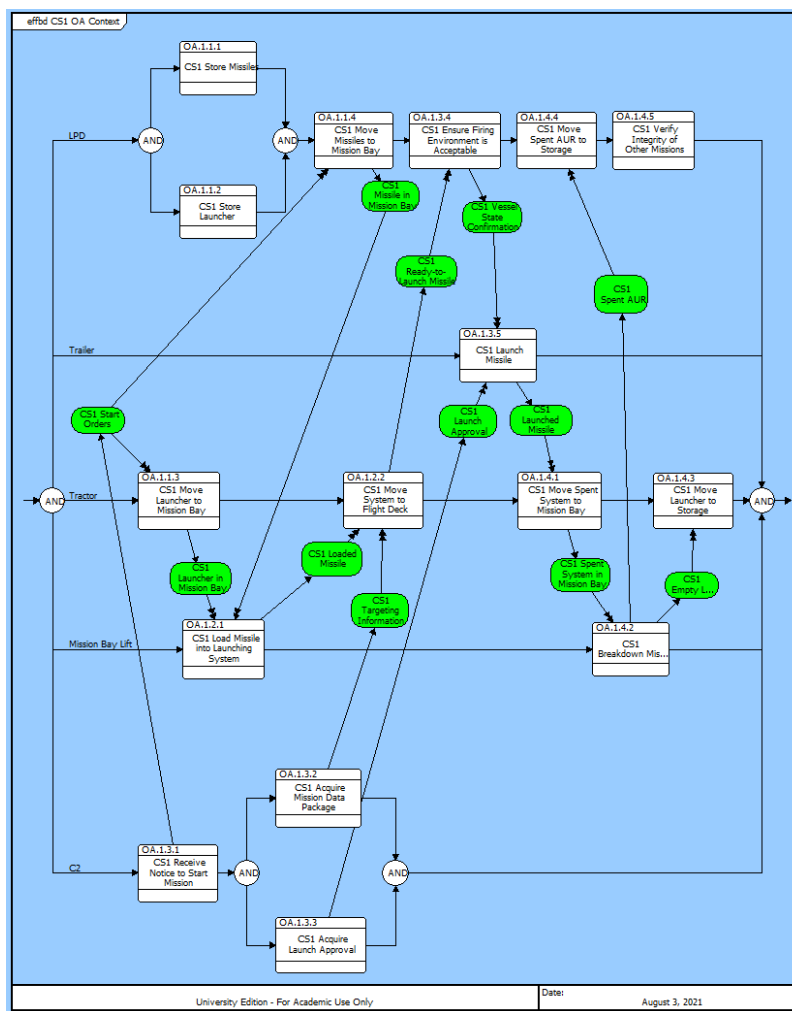 effbd CS1 OA Context
OA.1.1.1
CS1 Store Missiles
LPD
AND
AND
OA.1.1.2
CS1 Store
Launcher
OA.1.1.4
CS1 Move
Missiles to Mission
Bay
OA.1.3.4
CS1 Ensure Firing
Environment is
Acceptable
OA.1.4.4
CS1 Move
Spent AUR to
Storage
OA.1.4.5
CS1 Verify
Integrity of
Other Missions
CS1
Missile in
Mission Bay
CS1 Vessel
State
Confirmation
CS1
Ready-to-
Launch Missile
CS1
Spent AUR
Trailer
OA.1.3.5
CS1 Launch
Missile
CS1 Start
Orders
CS1
Launch
Approval
CS1
Launched
Missile
AND
Tractor
OA.1.1.3
CS1 Move
Launcher to
Mission Bay
OA.1.2.2
CS1 Move
System to
Flight Deck
OA.1.4.1
CS1 Move Spent
System to
Mission Bay
OA.1.4.3
CS1 Move
Launcher to
Storage
AND
CS1
Launcher in
Mission Bay
CS1 Loaded
Missile
CS1
Targeting
Information
CS1 Spent
System in
Mission Bay
CS1
Empty L...
Mission Bay Lift
OA.1.2.1
CS1 Load Missile
into Launching
System
OA.1.4.2
CS1
Breakdown Mis...
OA.1.3.2
CS1 Acquire
Mission Data
Package
C2
OA.1.3.1
CS1 Receive
Notice to Start
Mission
AND
AND
OA.1.3.3
CS1 Acquire
Launch Approval
University Edition - For Academic Use Only
Date:
August 3, 2021